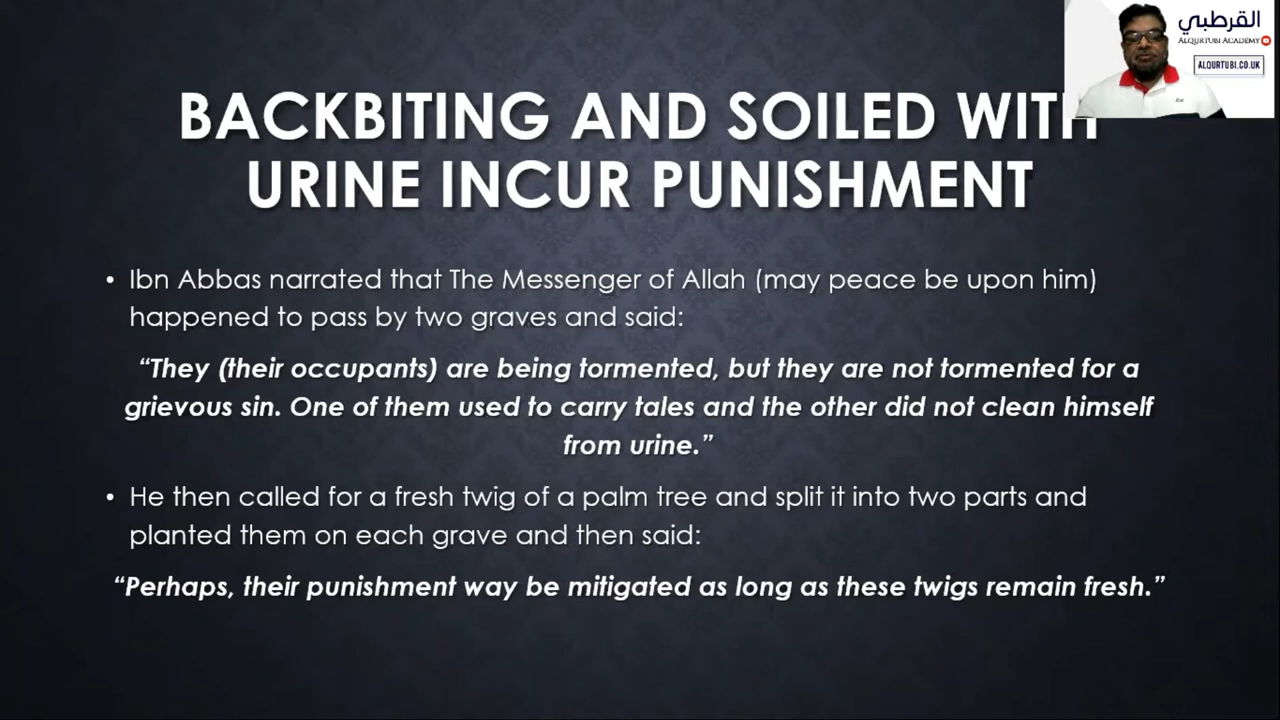 القرطبي
ALQURTUBI ACADEMY
ALQURTUBI.CO.UK
BACKBITING AND SOILED WITH
URINE INCUR PUNISHMENT
• Ibn Abbas narrated that The Messenger of Allah (may peace be upon him)
happened to pass by two graves and said:
“They (their occupants) are being tormented, but they are not tormented for a
grievous sin. One of them used to carry tales and the other did not clean himself
from urine.”
• He then called for a fresh twig of a palm tree and split it into two parts and
planted them on each grave and then said:
“Perhaps, their punishment way be mitigated as long as these twigs remain fresh.”